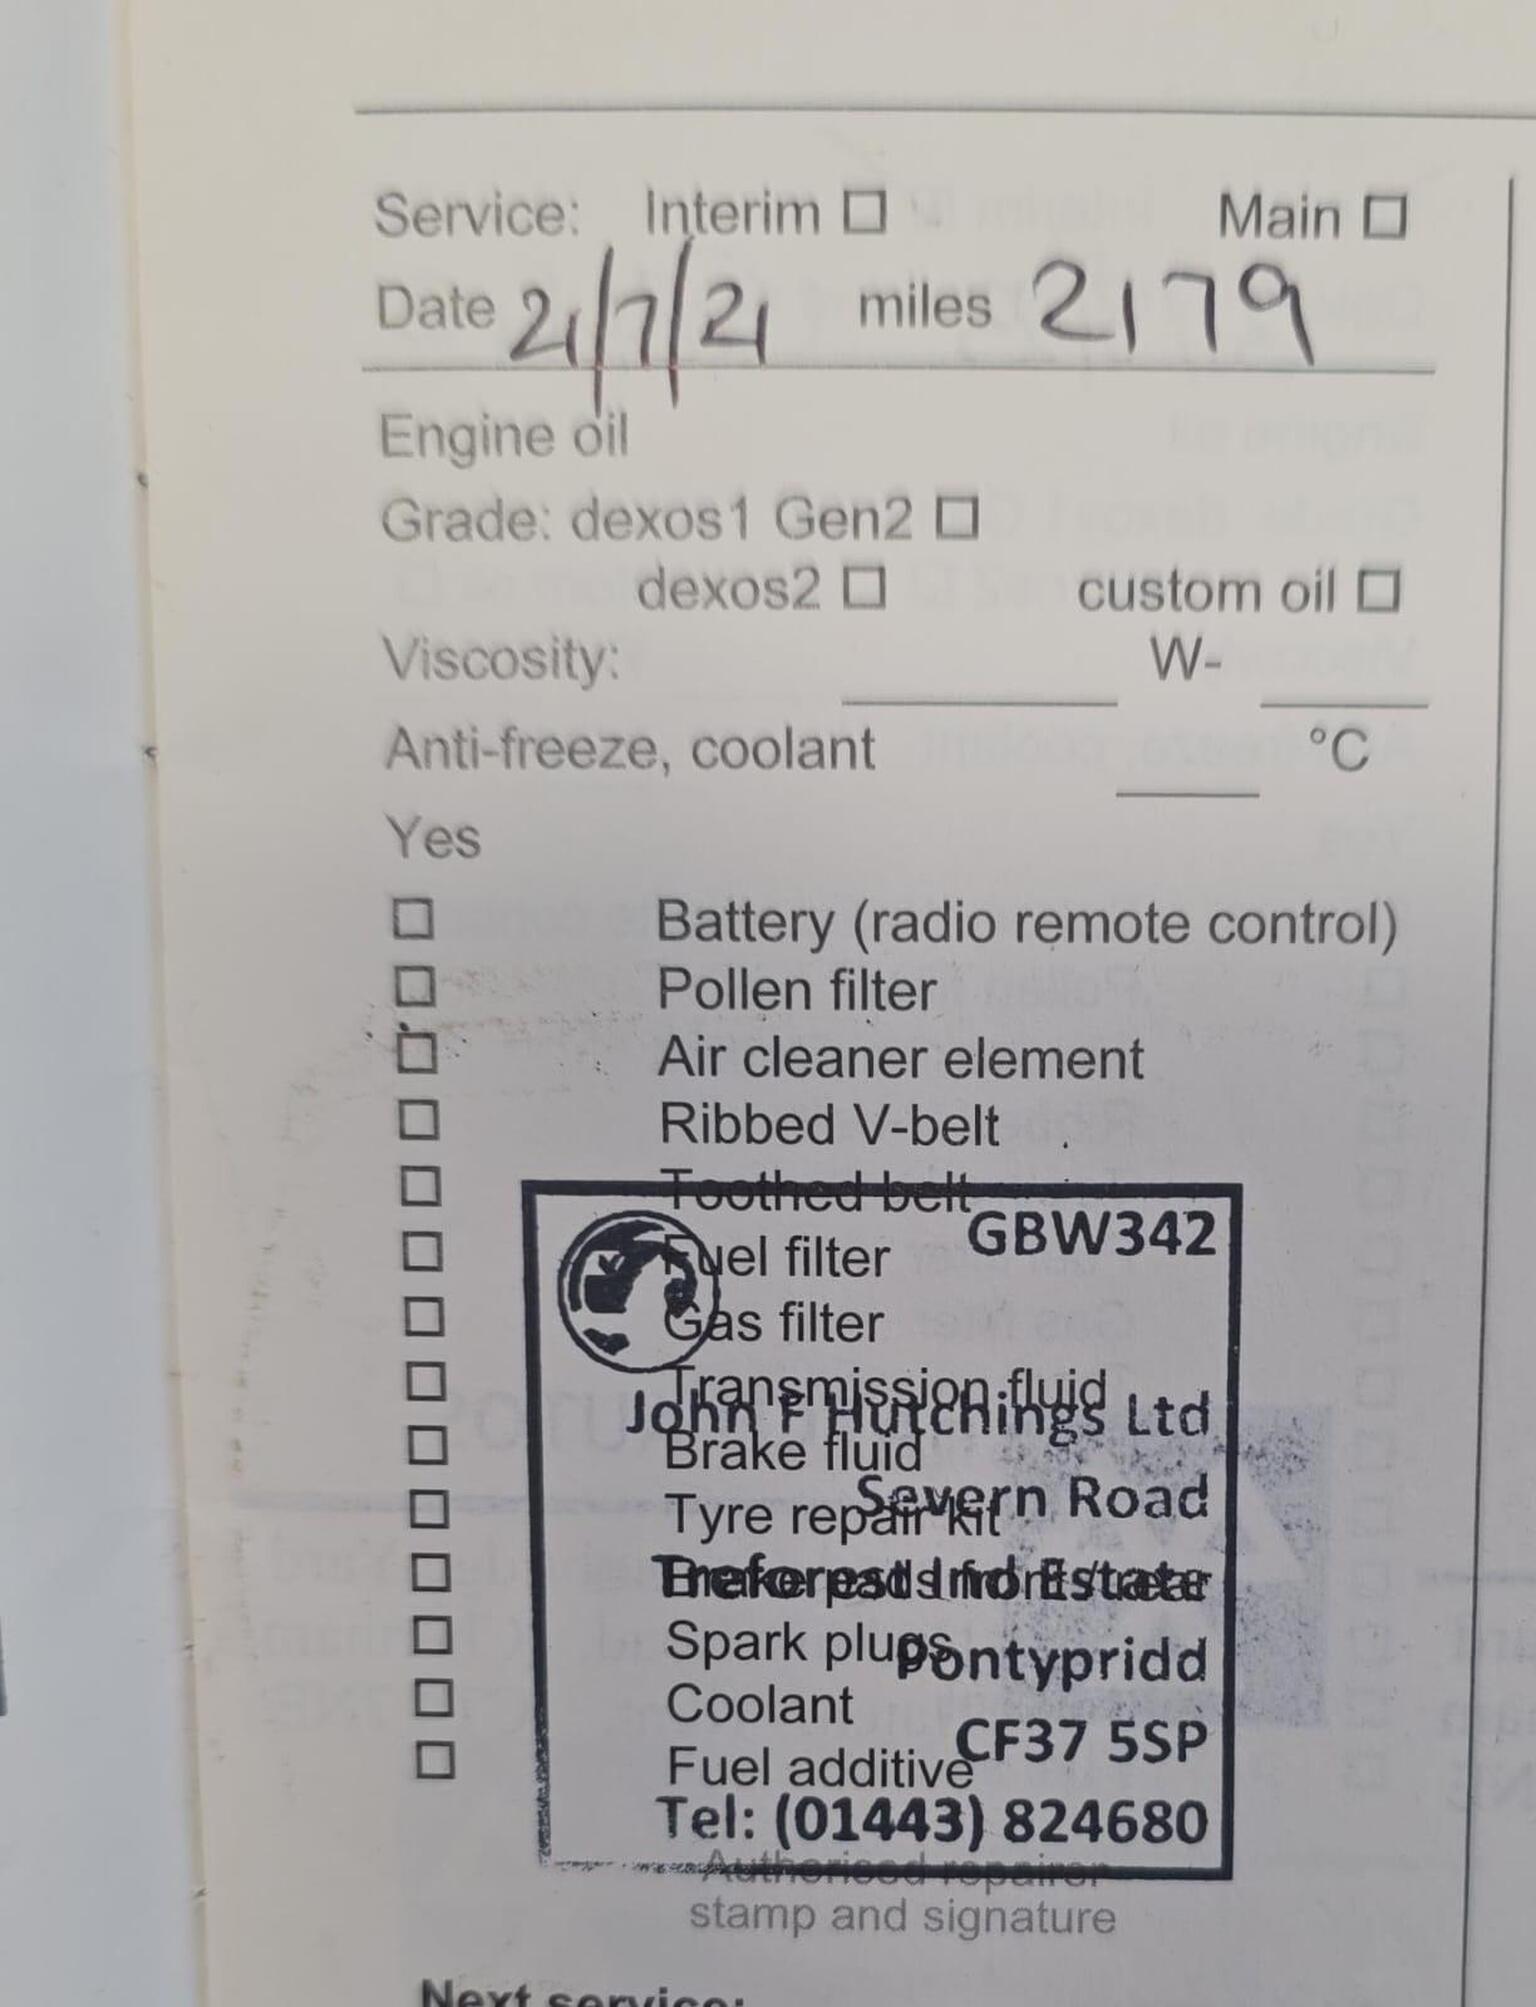 Service: Interim ☐ Main ☐
Date 21/7/21 miles 2179
Engine oil
Grade: dexos1 Gen2 ☐
dexos2 ☐ custom oil ☐
Viscosity: W-
Anti-freeze, coolant °C
Yes
☐ Battery (radio remote control)
☐ Pollen filter
☐ Air cleaner element
☐ Ribbed V-belt
☐ Toothed belt
GBW342
☐ Fuel filter
☐ Gas filter
☐ Transmission fluid
John F Hutchings Ltd
☐ Brake fluid
Severn Road
☐ Tyre repair kit
Treforest Ind Estate
☐ Brake pads front/rear
☐ Spark plugs
Pontypridd
☐ Coolant
CF37 5SP
☐ Fuel additive
Tel: (01443) 824680
Authorised repairer
stamp and signature
Next service: